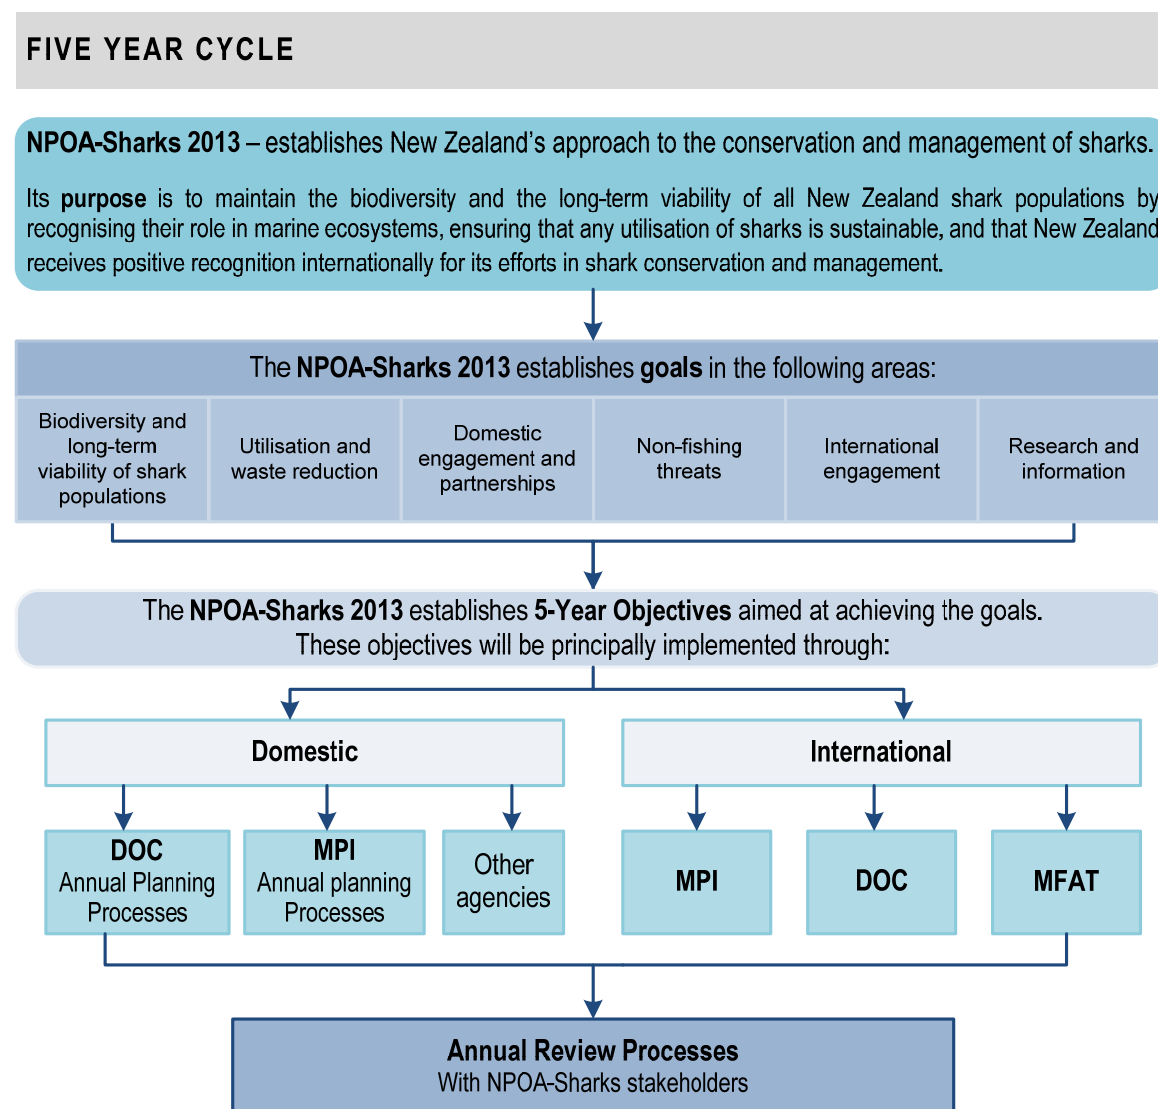 FIVE YEAR CYCLE
NPOA-Sharks 2013 – establishes New Zealand's approach to the conservation and management of sharks.
Its purpose is to maintain the biodiversity and the long-term viability of all New Zealand shark populations by
recognising their role in marine ecosystems, ensuring that any utilisation of sharks is sustainable, and that New Zealand
receives positive recognition internationally for its efforts in shark conservation and management.
The NPOA-Sharks 2013 establishes goals in the following areas:
Biodiversity and
long-term
viability of shark
populations
Utilisation and
waste reduction
Domestic
engagement and
partnerships
Non-fishing
threats
International
engagement
Research and
information
The NPOA-Sharks 2013 establishes 5-Year Objectives aimed at achieving the goals.
These objectives will be principally implemented through:
Domestic
International
DOC
Annual Planning
Processes
MPI
Annual planning
Processes
Other
agencies
MPI
DOC
MFAT
Annual Review Processes
With NPOA-Sharks stakeholders